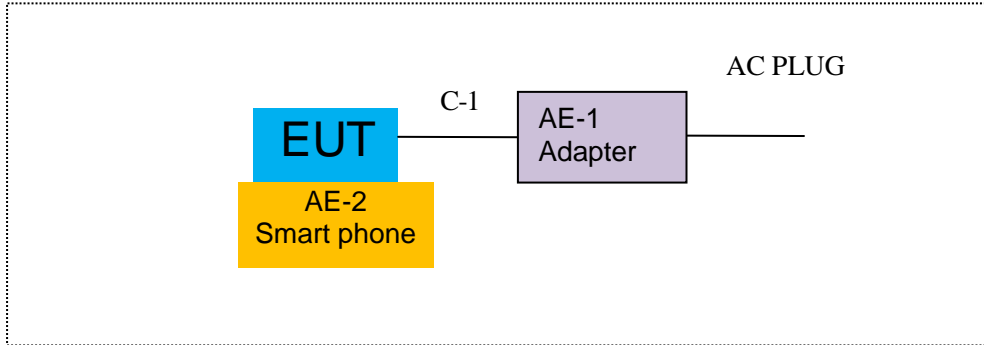 AC PLUG
C-1
EUT
AE-1
Adapter
AE-2
Smart phone